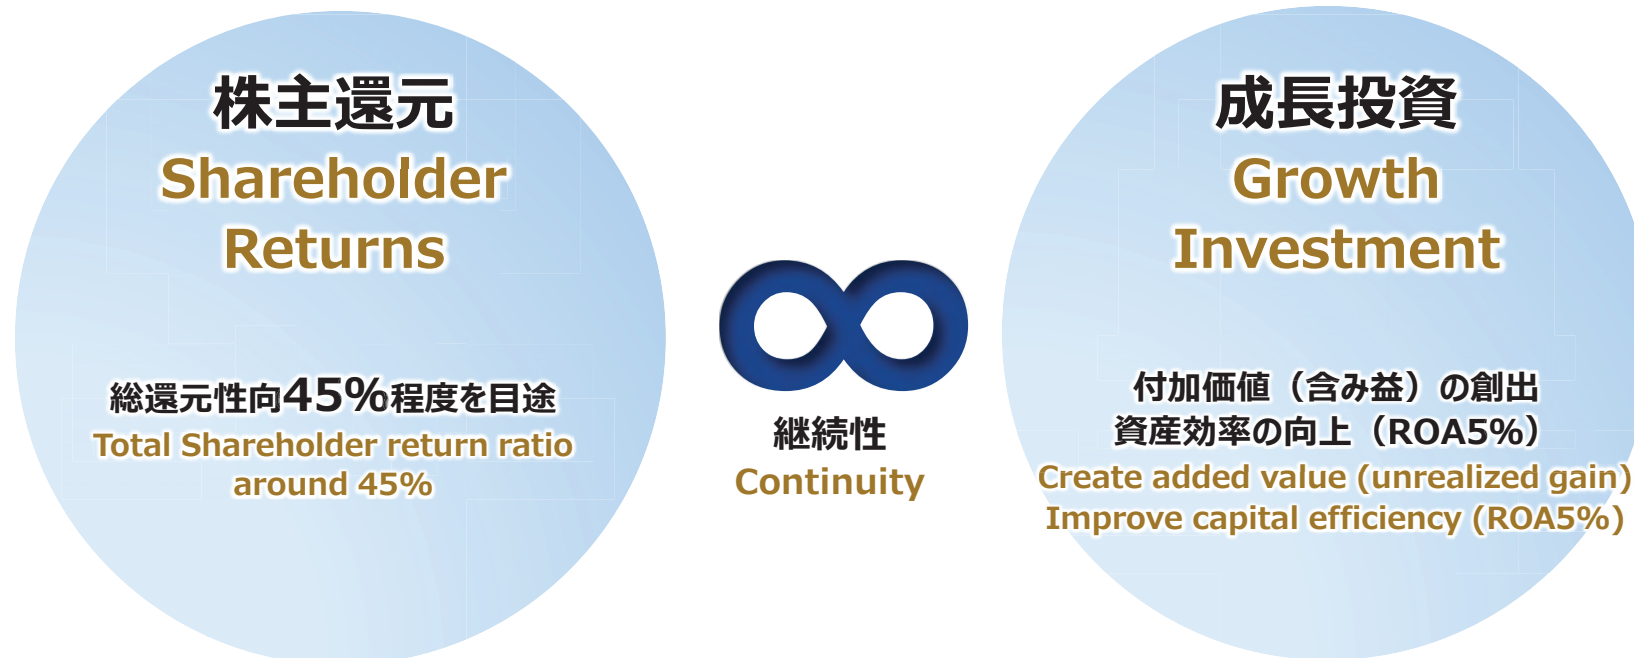 株主還元
Shareholder
Returns
総還元性向45%程度を目途
Total Shareholder return ratio
around 45%
継続性
Continuity
成長投資
Growth
Investment
付加価値（含み益）の創出
資産効率の向上（ROA5%）
Create added value (unrealized gain)
Improve capital efficiency (ROA5%)